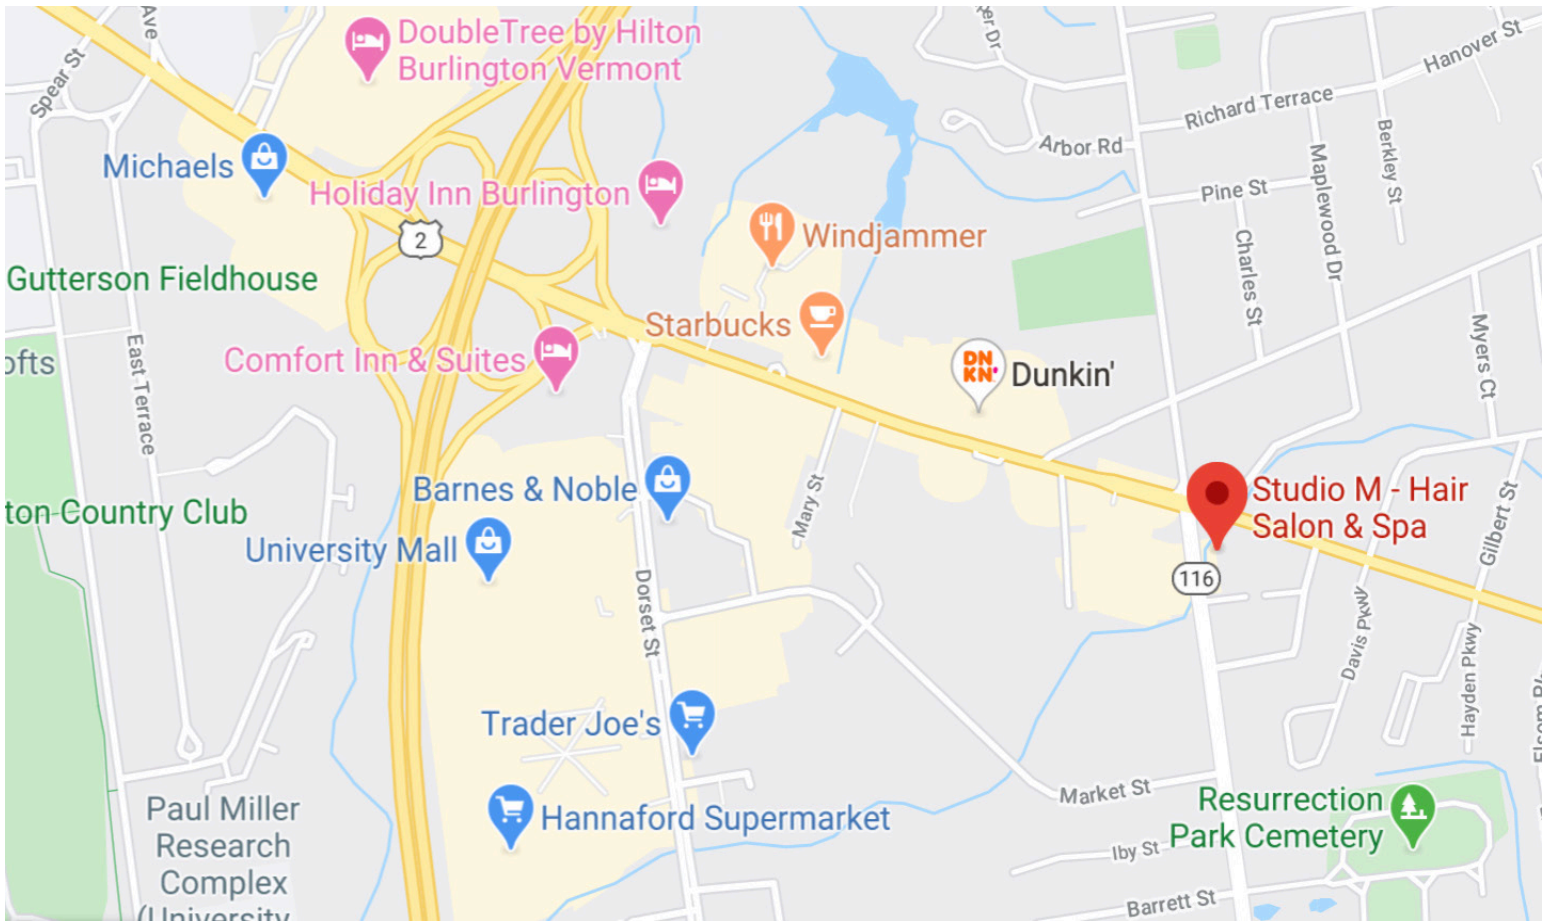 DoubleTree by Hilton
Burlington Vermont
Ave
Spear St
Hanover St
Richard Terrace
Arbor Rd
Berkley St
Michaels
Holiday Inn Burlington
Maplewood Dr
Pine St
Charles St
Windjammer
2
Gutterson Fieldhouse
Starbucks
Myers Ct
East Terrace
Comfort Inn & Suites
DN
KN'
Dunkin'
ofts
Barnes & Noble
Mary St
Studio M - Hair
Salon & Spa
ton Country Club
University Mall
Gilbert St
116
Dorset St
Davis Pkwy
Hayden Pkwy
Trader Joe's
Market St
Resurrection
Park Cemetery
Paul Miller
Research
Complex
(University
Hannaford Supermarket
Iby St
Barrett St